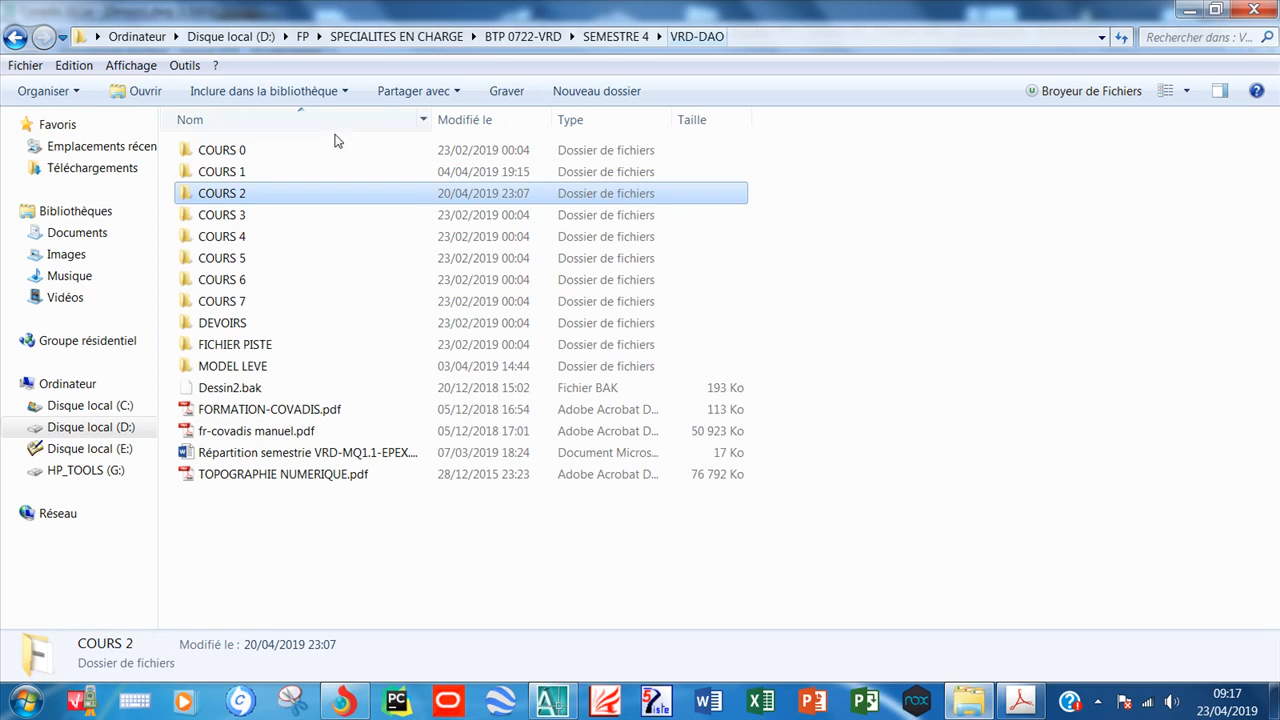 Ordinateur Disque local (D:) FP SPECIALITES EN CHARGE BTP 0722-VRD SEMESTRE 4 VRD-DAO Rechercher dans : V...
Fichier Edition Affichage Outils ?
Organiser Ouvrir Inclure dans la bibliothèque Partager avec Graver Nouveau dossier Broyeur de Fichiers
Nom Modifié le Type Taille
Favoris
Emplacements récen
Téléchargements
Bibliothèques
Documents
Images
Musique
Vidéos
Groupe résidentiel
Ordinateur
Disque local (C:)
Disque local (D:)
Disque local (E:)
HP_TOOLS (G:)
Réseau
COURS 0 23/02/2019 00:04 Dossier de fichiers
COURS 1 04/04/2019 19:15 Dossier de fichiers
COURS 2 20/04/2019 23:07 Dossier de fichiers
COURS 3 23/02/2019 00:04 Dossier de fichiers
COURS 4 23/02/2019 00:04 Dossier de fichiers
COURS 5 23/02/2019 00:04 Dossier de fichiers
COURS 6 23/02/2019 00:04 Dossier de fichiers
COURS 7 23/02/2019 00:04 Dossier de fichiers
DEVOIRS 23/02/2019 00:04 Dossier de fichiers
FICHIER PISTE 23/02/2019 00:04 Dossier de fichiers
MODEL LEVE 03/04/2019 14:44 Dossier de fichiers
Dessin2.bak 20/12/2018 15:02 Fichier BAK 193 Ko
FORMATION-COVADIS.pdf 05/12/2018 16:54 Adobe Acrobat D... 113 Ko
fr-covadis manuel.pdf 05/12/2018 17:01 Adobe Acrobat D... 50 923 Ko
Répartition semestrie VRD-MQ1.1-EPEX.... 07/03/2019 18:24 Document Micros... 17 Ko
TOPOGRAPHIE NUMERIQUE.pdf 28/12/2015 23:23 Adobe Acrobat D... 76 792 Ko
COURS 2 Modifié le : 20/04/2019 23:07
Dossier de fichiers
09:17
23/04/2019